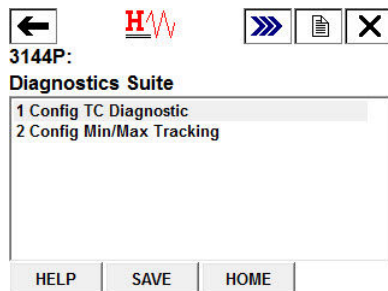 H
3144P:
Diagnostics Suite
1 Config TC Diagnostic
2 Config Min/Max Tracking
HELP SAVE HOME